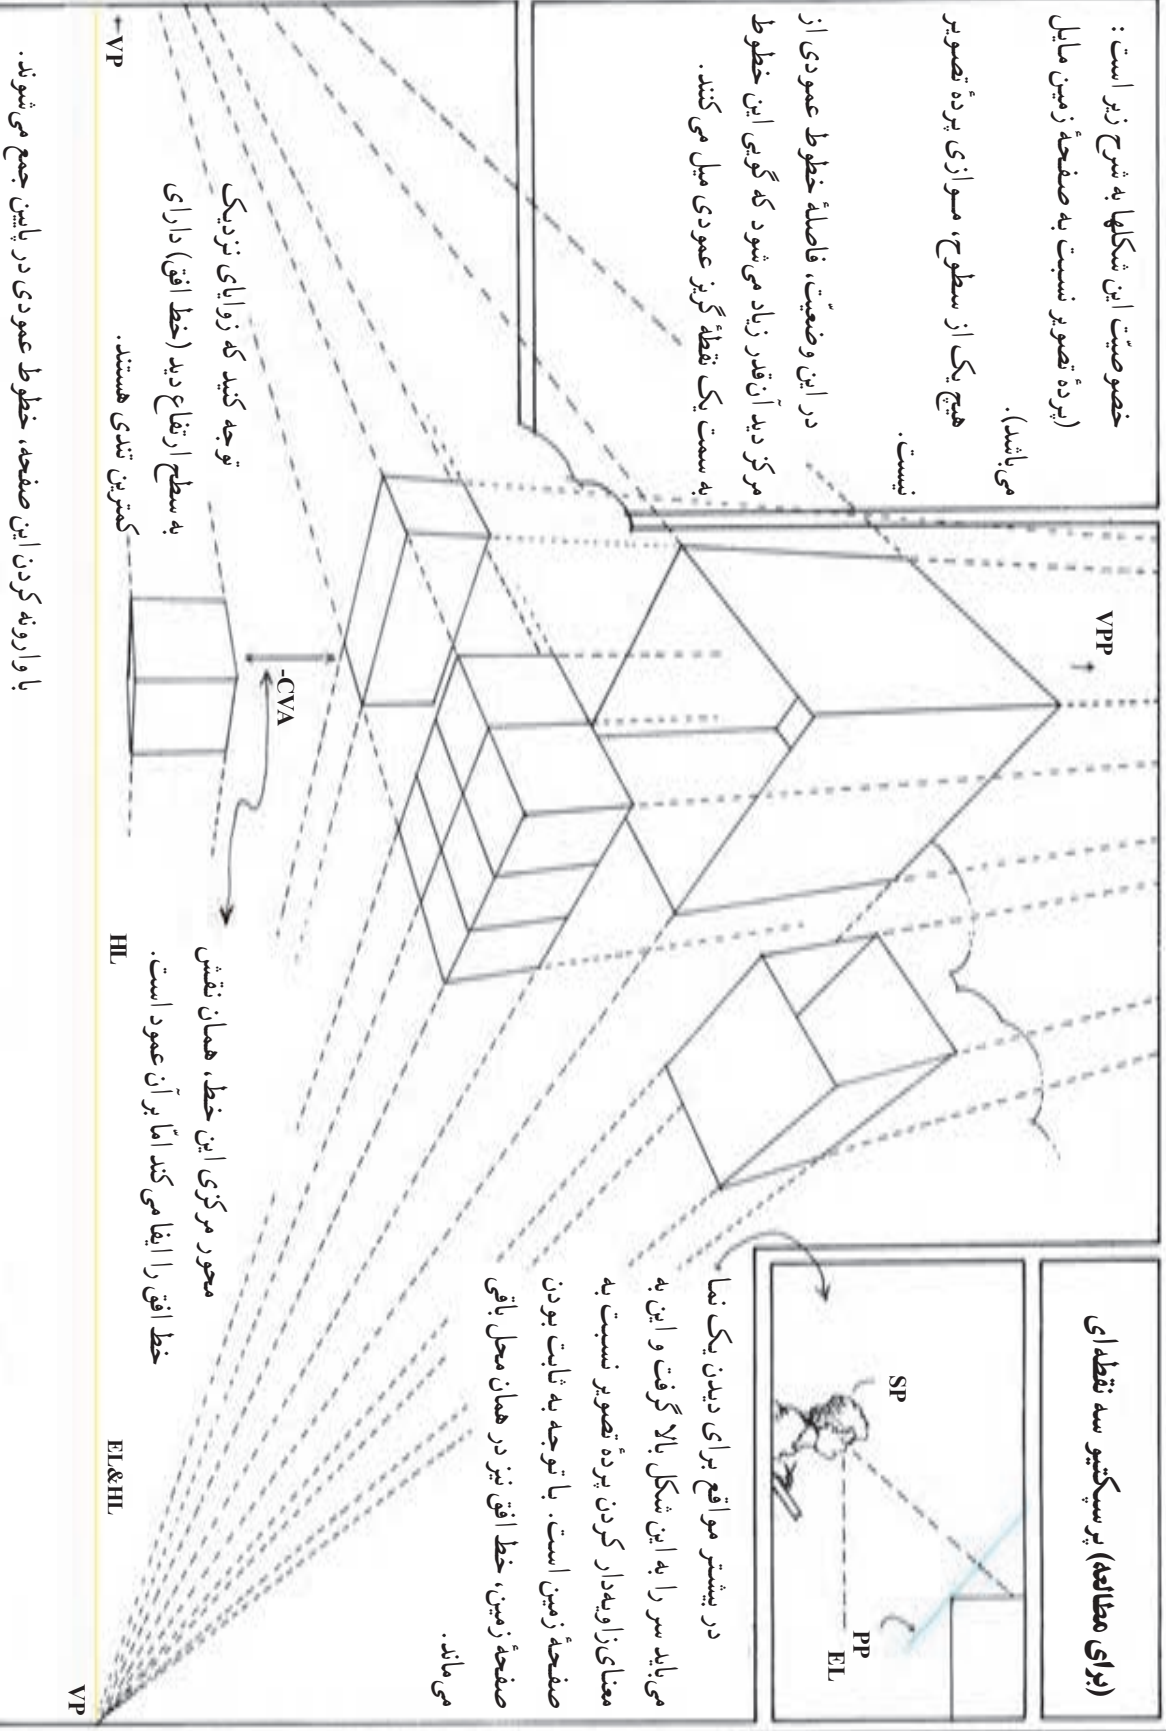 (برای مطالعه) پرسپکتیو سه نقطه‌ای
خصوصیّت این شکلها به شرح زیر است :
(پردهٔ تصویر نسبت به صفحهٔ زمین مایل
می‌باشد).
هیچ یک از سطوح، موازی پردهٔ تصویر
نیست.
در این وضعیّت، فاصلهٔ خطوط عمودی از
مرکز دید آن‌قدر زیاد می‌شود که گویی این خطوط
به سمت یک نقطهٔ گریز عمودی میل می‌کنند.
VPP
SP
PP
EL
در بیشتر مواقع برای دیدن یک نما
می‌باید سر را به این شکل بالا گرفت و این به
معنای زاویه‌دار کردن پردهٔ تصویر نسبت به
صفحهٔ زمین است. با توجه به ثابت بودن
صفحهٔ زمین، خط افق نیز در همان محل باقی
می‌ماند.
-CVA
توجه کنید که زوایای نزدیک
به سطح ارتفاع دید (خط افق) دارای
کمترین تندی هستند.
محور مرکزی این خط، همان نقش
خط افق را ایفا می‌کند امّا بر آن عمود است.
←VP
HL
EL&HL
VP
با وارونه کردن این صفحه، خطوط عمودی در پایین جمع می‌شوند.